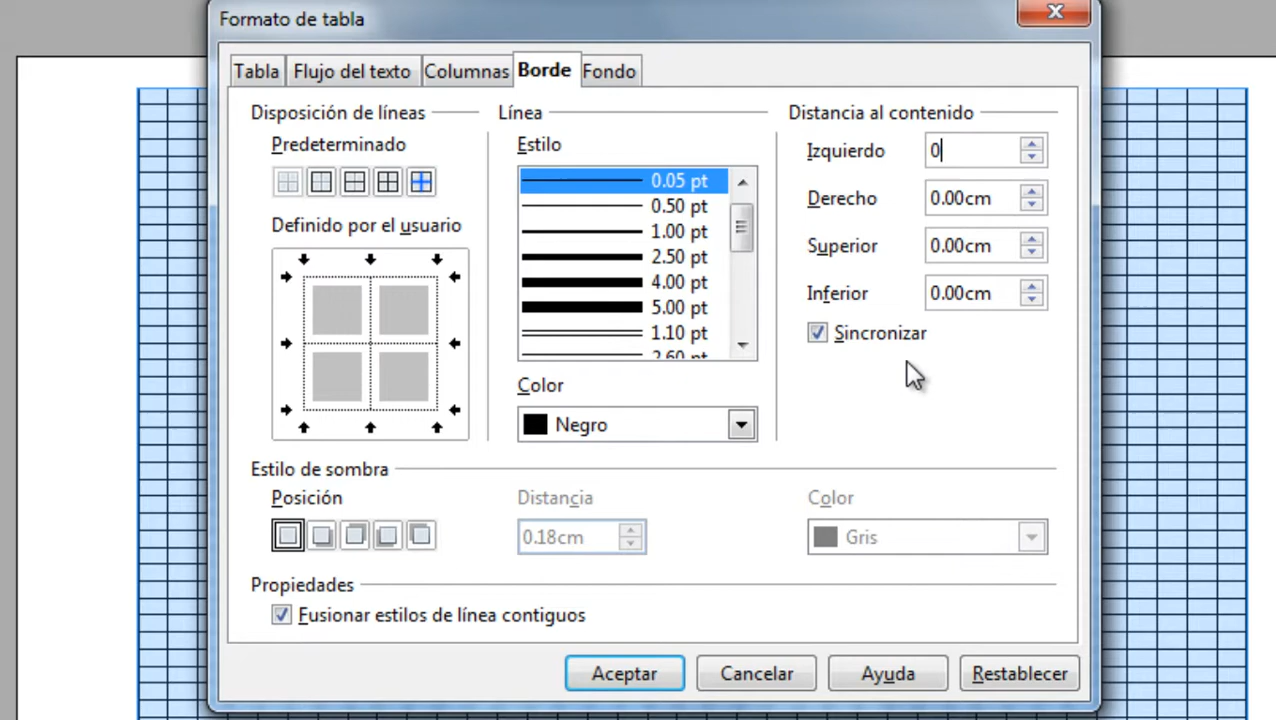 Formato de tabla
Tabla Flujo del texto Columnas Borde Fondo
Disposición de líneas
Predeterminado
Definido por el usuario
Línea
Estilo
0.05 pt
0.50 pt
1.00 pt
2.50 pt
4.00 pt
5.00 pt
1.10 pt
2.60 pt
Color
Negro
Distancia al contenido
Izquierdo 0
Derecho 0.00cm
Superior 0.00cm
Inferior 0.00cm
Sincronizar
Estilo de sombra
Posición
Distancia
0.18cm
Color
Gris
Propiedades
Fusionar estilos de línea contiguos
Aceptar Cancelar Ayuda Restablecer